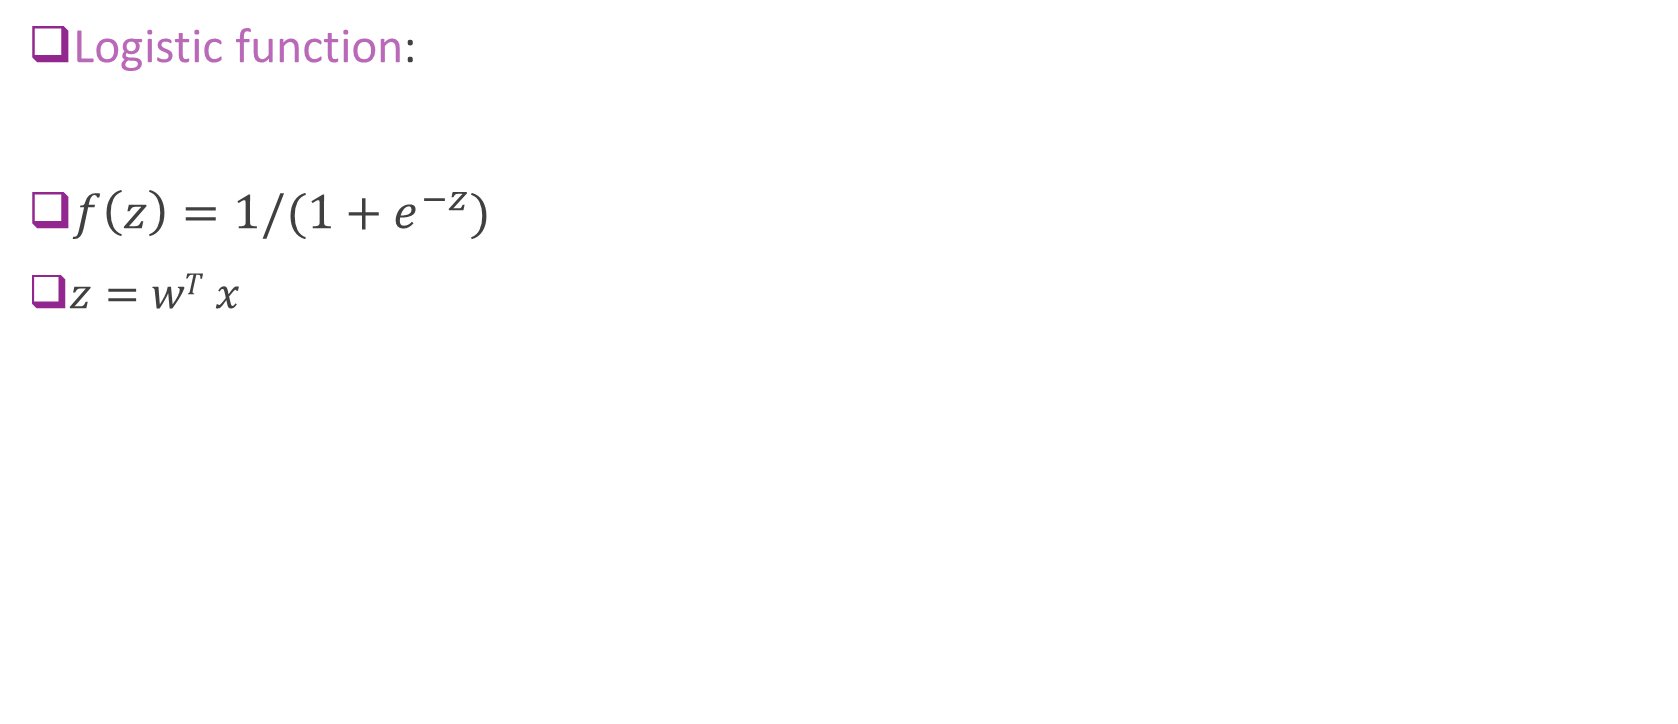 ❑Logistic function:
❑f(z) = 1/(1 + e^{−z})
❑z = w^T x